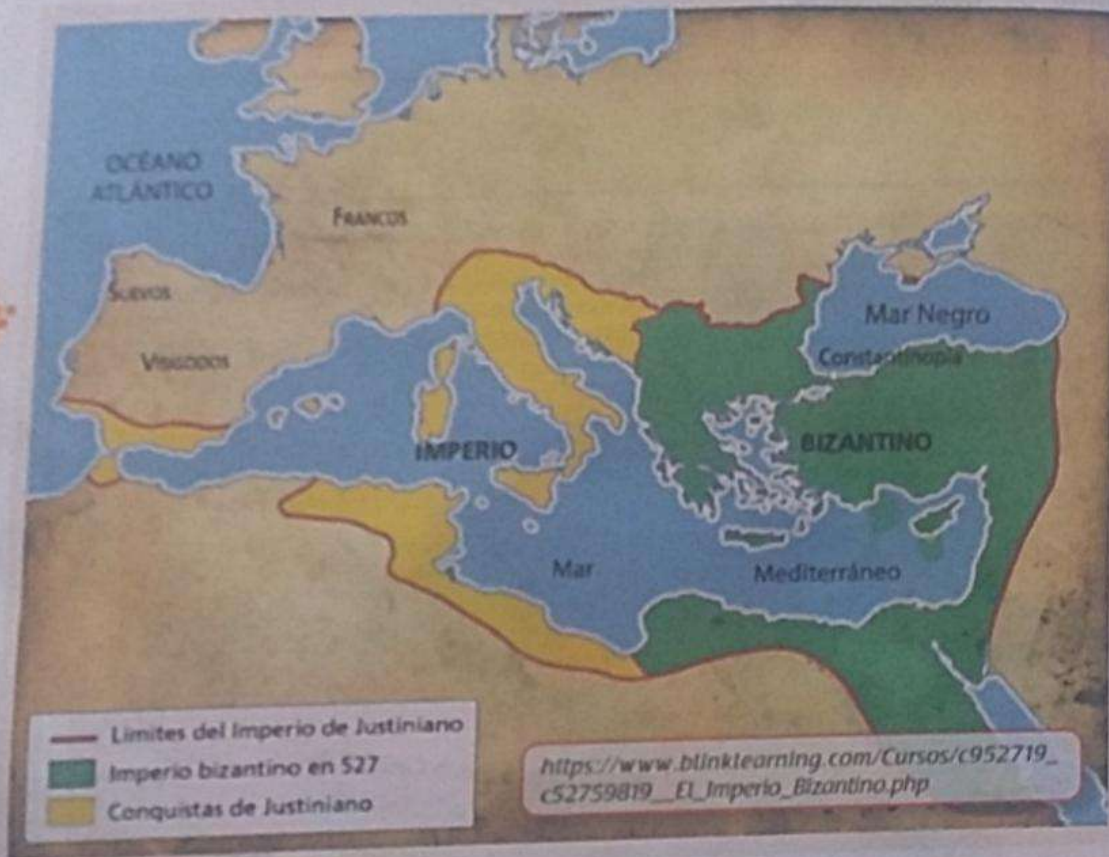 OCÉANO
ATLÁNTICO
FRANCOS
SUEVOS
VISIGODOS
Mar Negro
Constantinopla
IMPERIO
BIZANTINO
Mar
Mediterráneo
Límites del Imperio de Justiniano
Imperio bizantino en 527
Conquistas de Justiniano
https://www.blinklearning.com/Cursos/c952719_
c52759819__El_Imperio_Bizantino.php